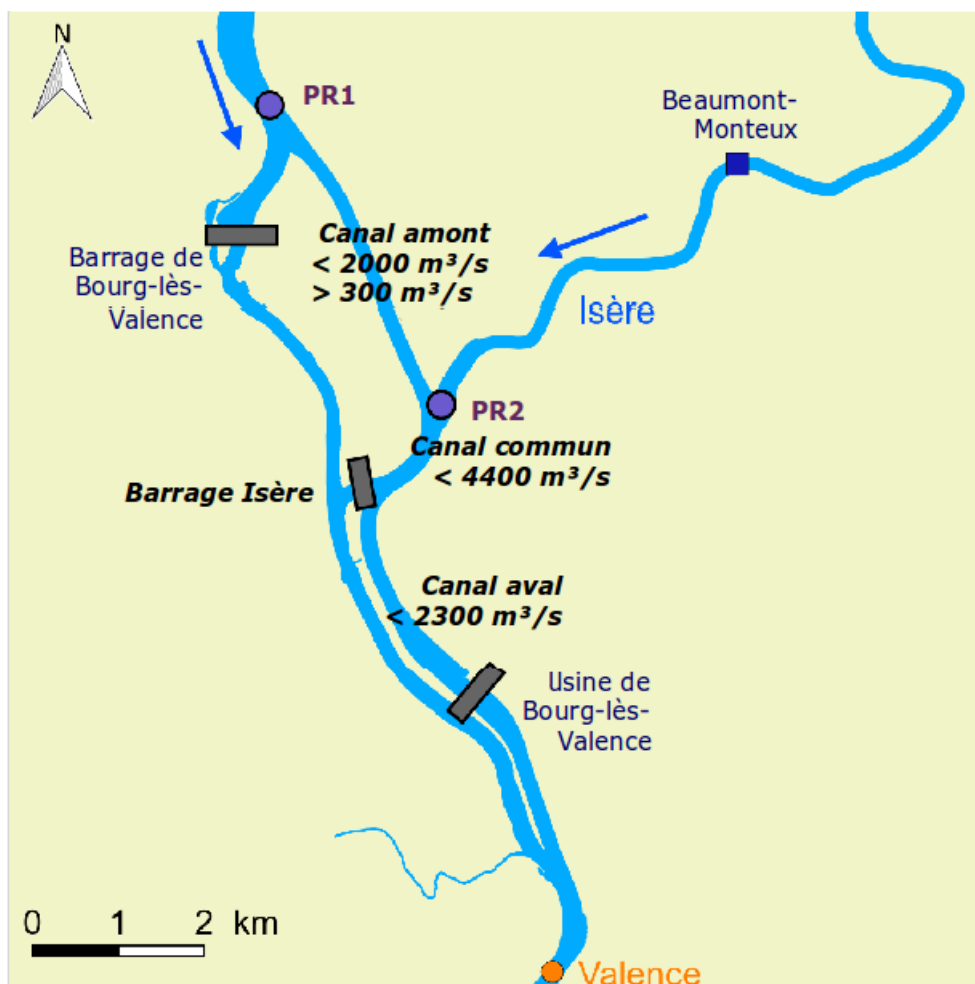 N
PR1
Beaumont-
Monteux
Canal amont
< 2000 m³/s
> 300 m³/s
Barrage de
Bourg-lès-
Valence
Isère
PR2
Canal commun
< 4400 m³/s
Barrage Isère
Canal aval
< 2300 m³/s
Usine de
Bourg-lès-
Valence
0 1 2 km
Valence